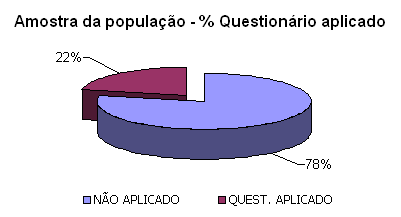 Amostra da população - % Questionário aplicado
22%
78%
NÃO APLICADO
QUEST. APLICADO